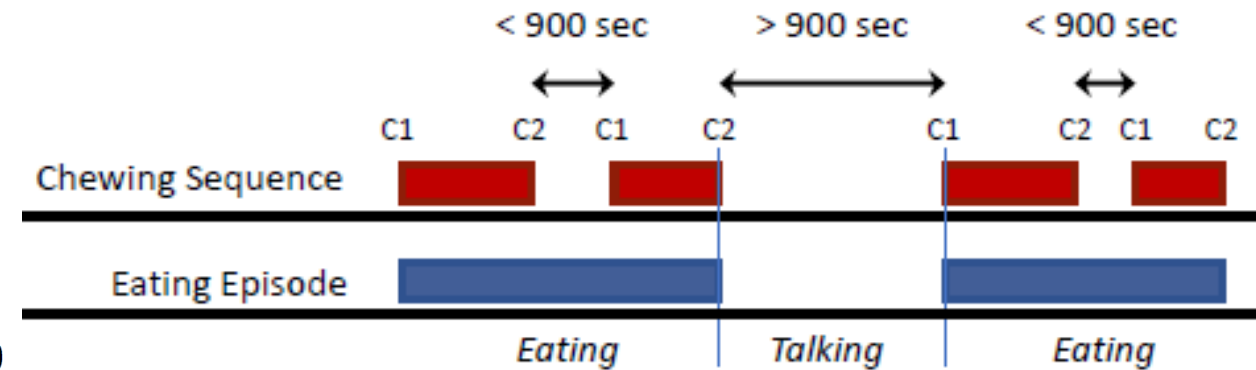 < 900 sec > 900 sec < 900 sec
C1 C2 C1 C2 C1 C2 C1 C2
Chewing Sequence
Eating Episode
Eating Talking Eating